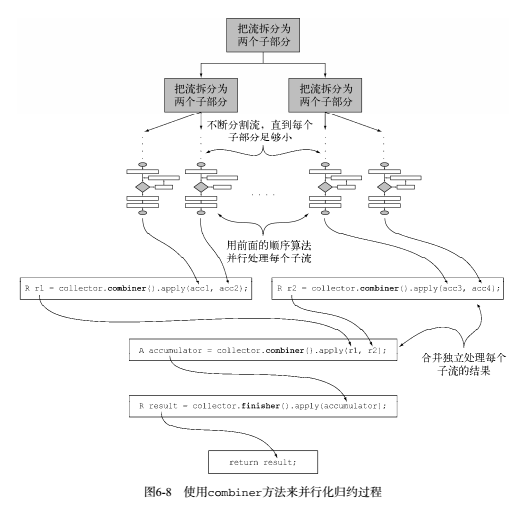 把流拆分为
两个子部分
把流拆分为
两个子部分
把流拆分为
两个子部分
不断分割流，直到每个
子部分足够小
用前面的顺序算法
并行处理每个子流
R r1 = collector.combiner().apply(acc1, acc2);
R r2 = collector.combiner().apply(acc3, acc4);
A accumulator = collector.combiner().apply(r1, r2);
合并独立处理每个
子流的结果
R result = collector.finisher().apply(accumulator);
return result;
图6-8 使用combiner方法来并行化归约过程